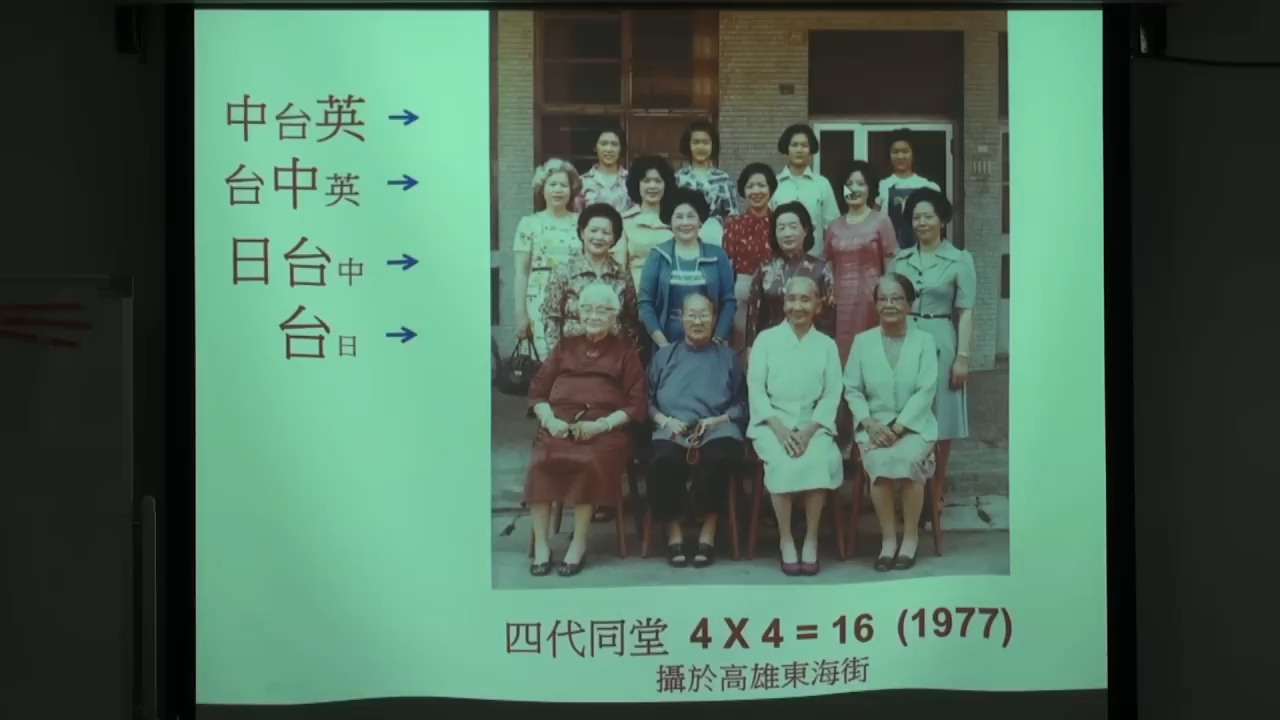 中台英 →
台中英 →
日台中 →
台日 →
四代同堂 4 X 4 = 16 (1977)
攝於高雄東海街